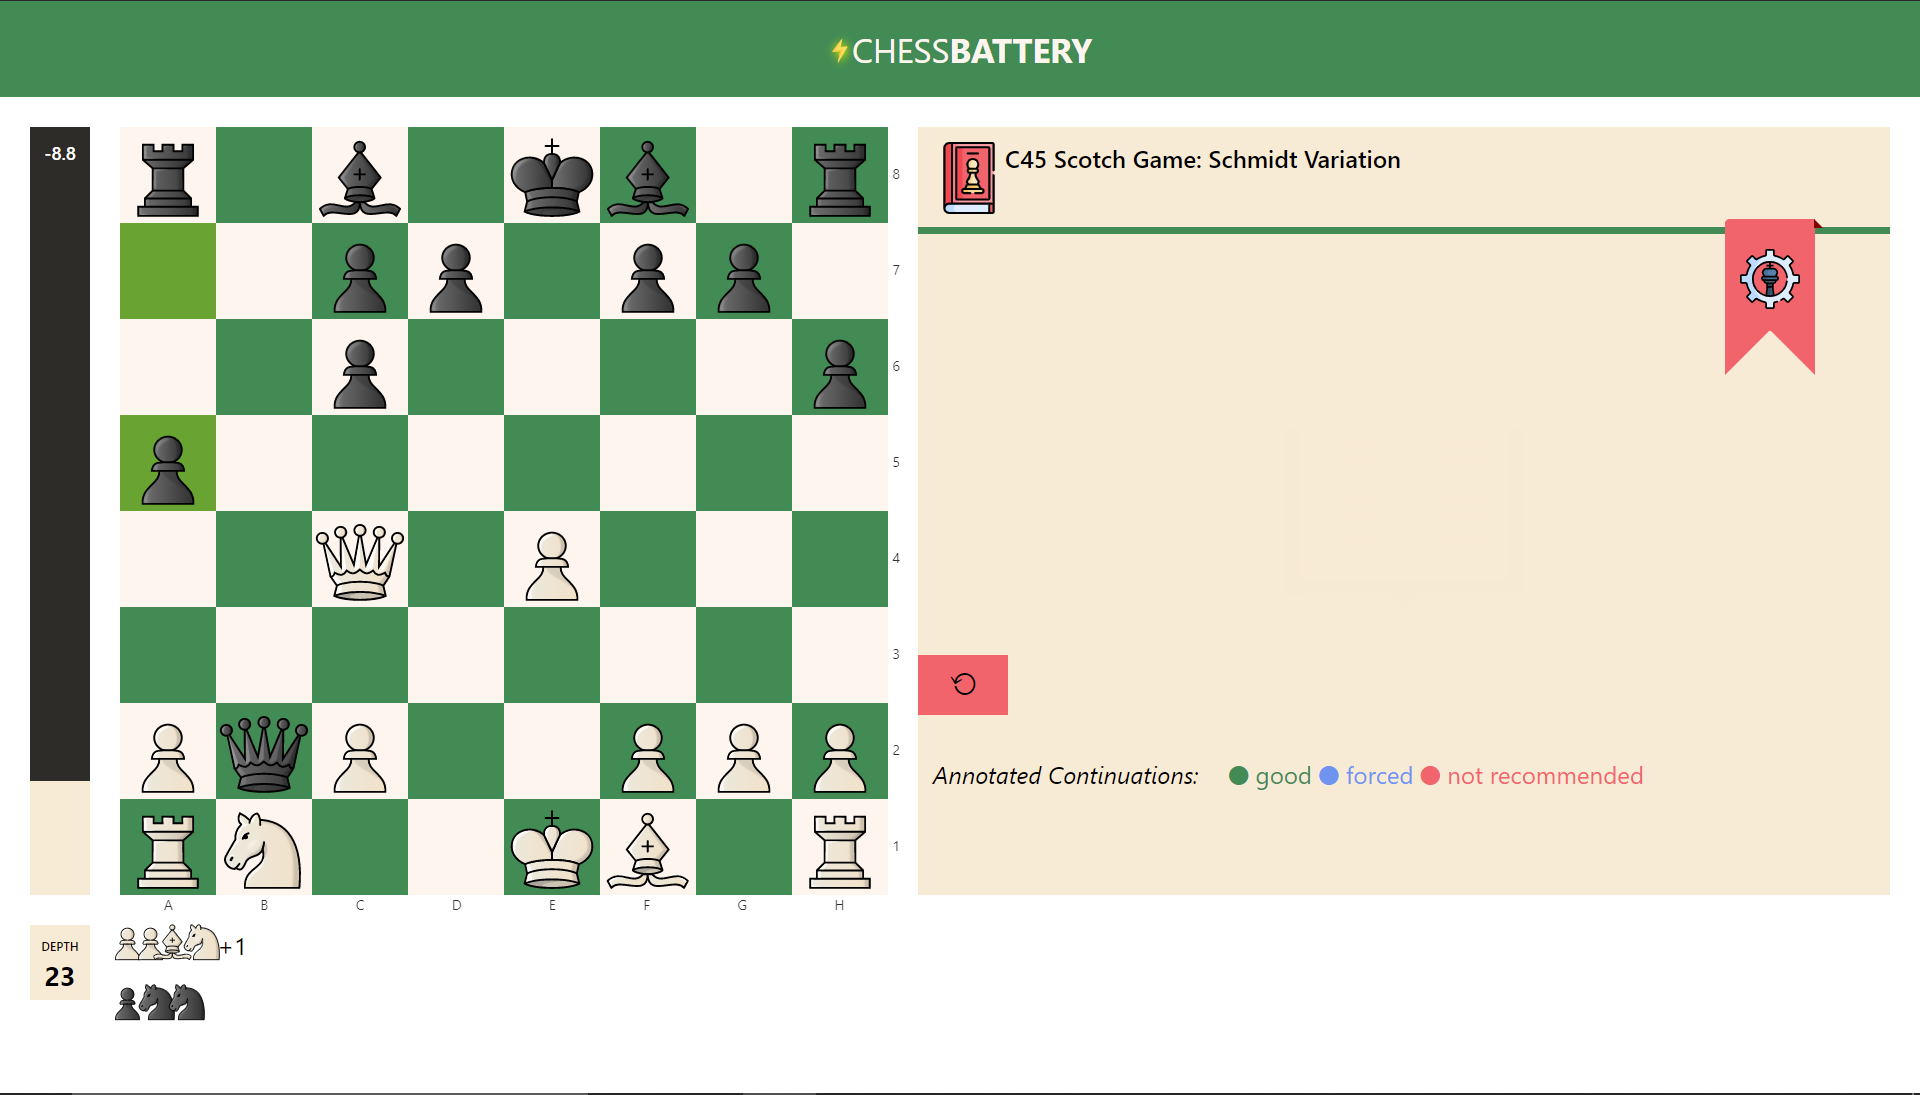 ⚡CHESSBATTERY
-8.8
8
7
6
5
4
3
2
1
A B C D E F G H
C45 Scotch Game: Schmidt Variation
Annotated Continuations: good forced not recommended
DEPTH
23
+1